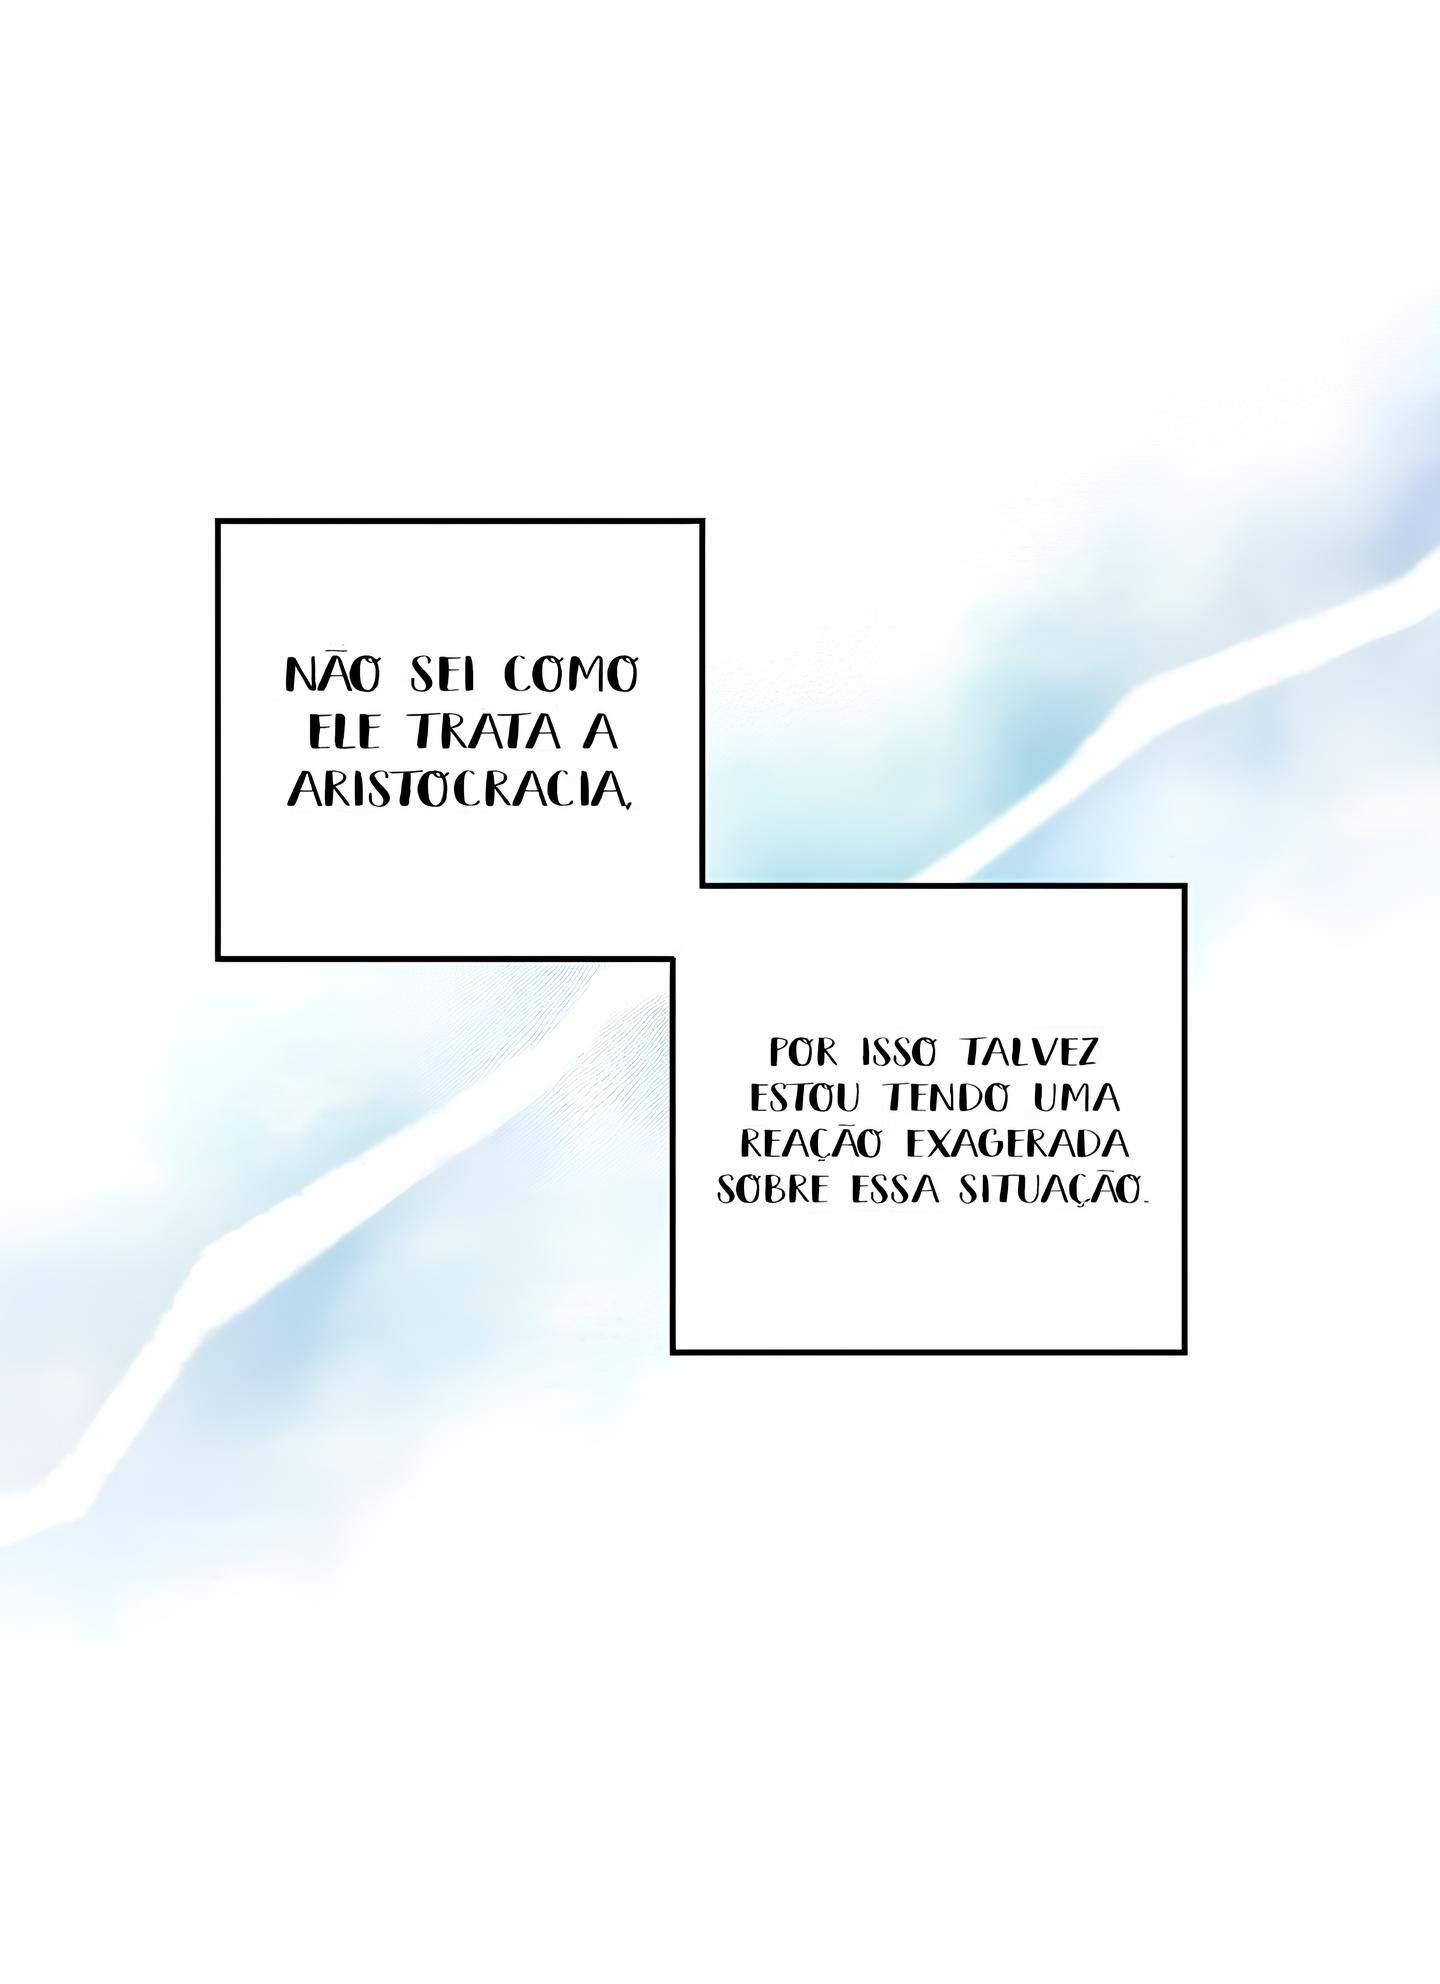 NÃO SEI COMO
ELE TRATA A
ARISTOCRACIA,
POR ISSO TALVEZ
ESTOU TENDO UMA
REAÇÃO EXAGERADA
SOBRE ESSA SITUAÇÃO.